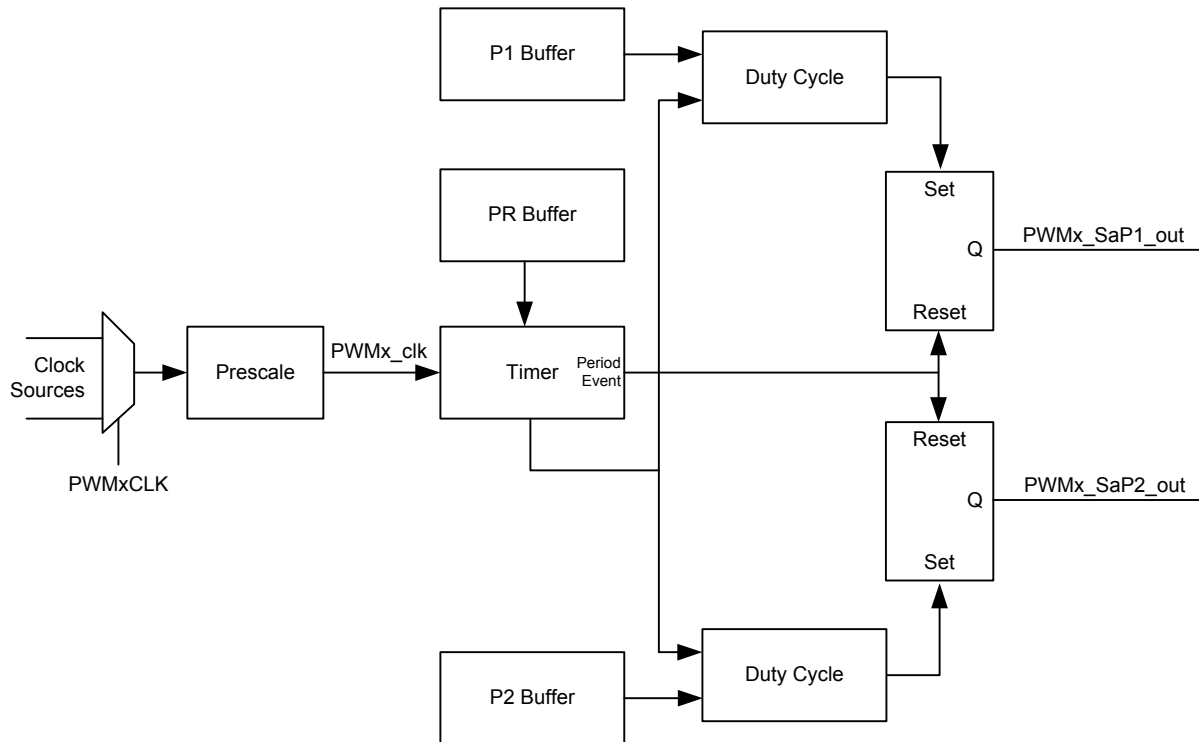 P1 Buffer
Duty Cycle
PR Buffer
Set
Q
PWMx_SaP1_out
Reset
Clock
Sources
Prescale
PWMx_clk
Timer
Period
Event
PWMxCLK
Reset
Q
PWMx_SaP2_out
Set
Duty Cycle
P2 Buffer